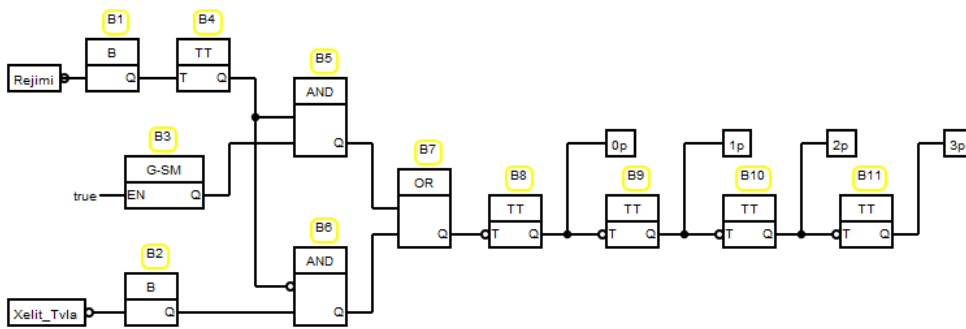 B1
B4
B
TT
Rejimi
Q
T
Q
B5
AND
Q
B3
G-SM
true
EN
Q
B7
OR
Q
0p
1p
2p
3p
B8
TT
T
Q
B9
TT
T
Q
B10
TT
T
Q
B11
TT
T
Q
B6
AND
Q
B2
B
Xelit_Tvla
Q